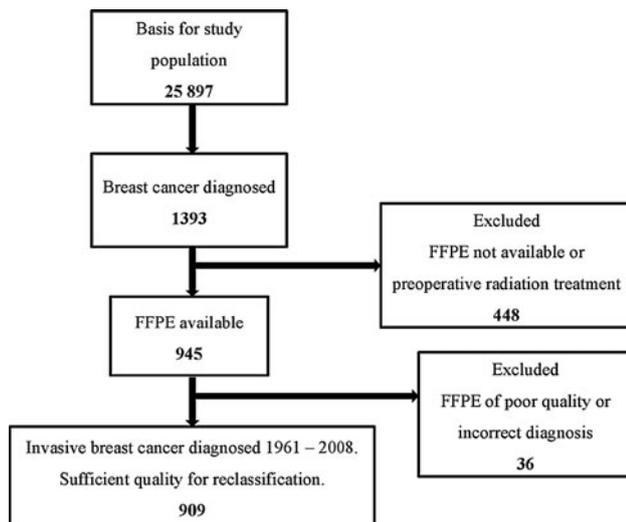 Basis for study
population
25 897
Breast cancer diagnosed
1393
Excluded
FFPE not available or
preoperative radiation treatment
448
FFPE available
945
Excluded
FFPE of poor quality or
incorrect diagnosis
36
Invasive breast cancer diagnosed 1961 – 2008.
Sufficient quality for reclassification.
909